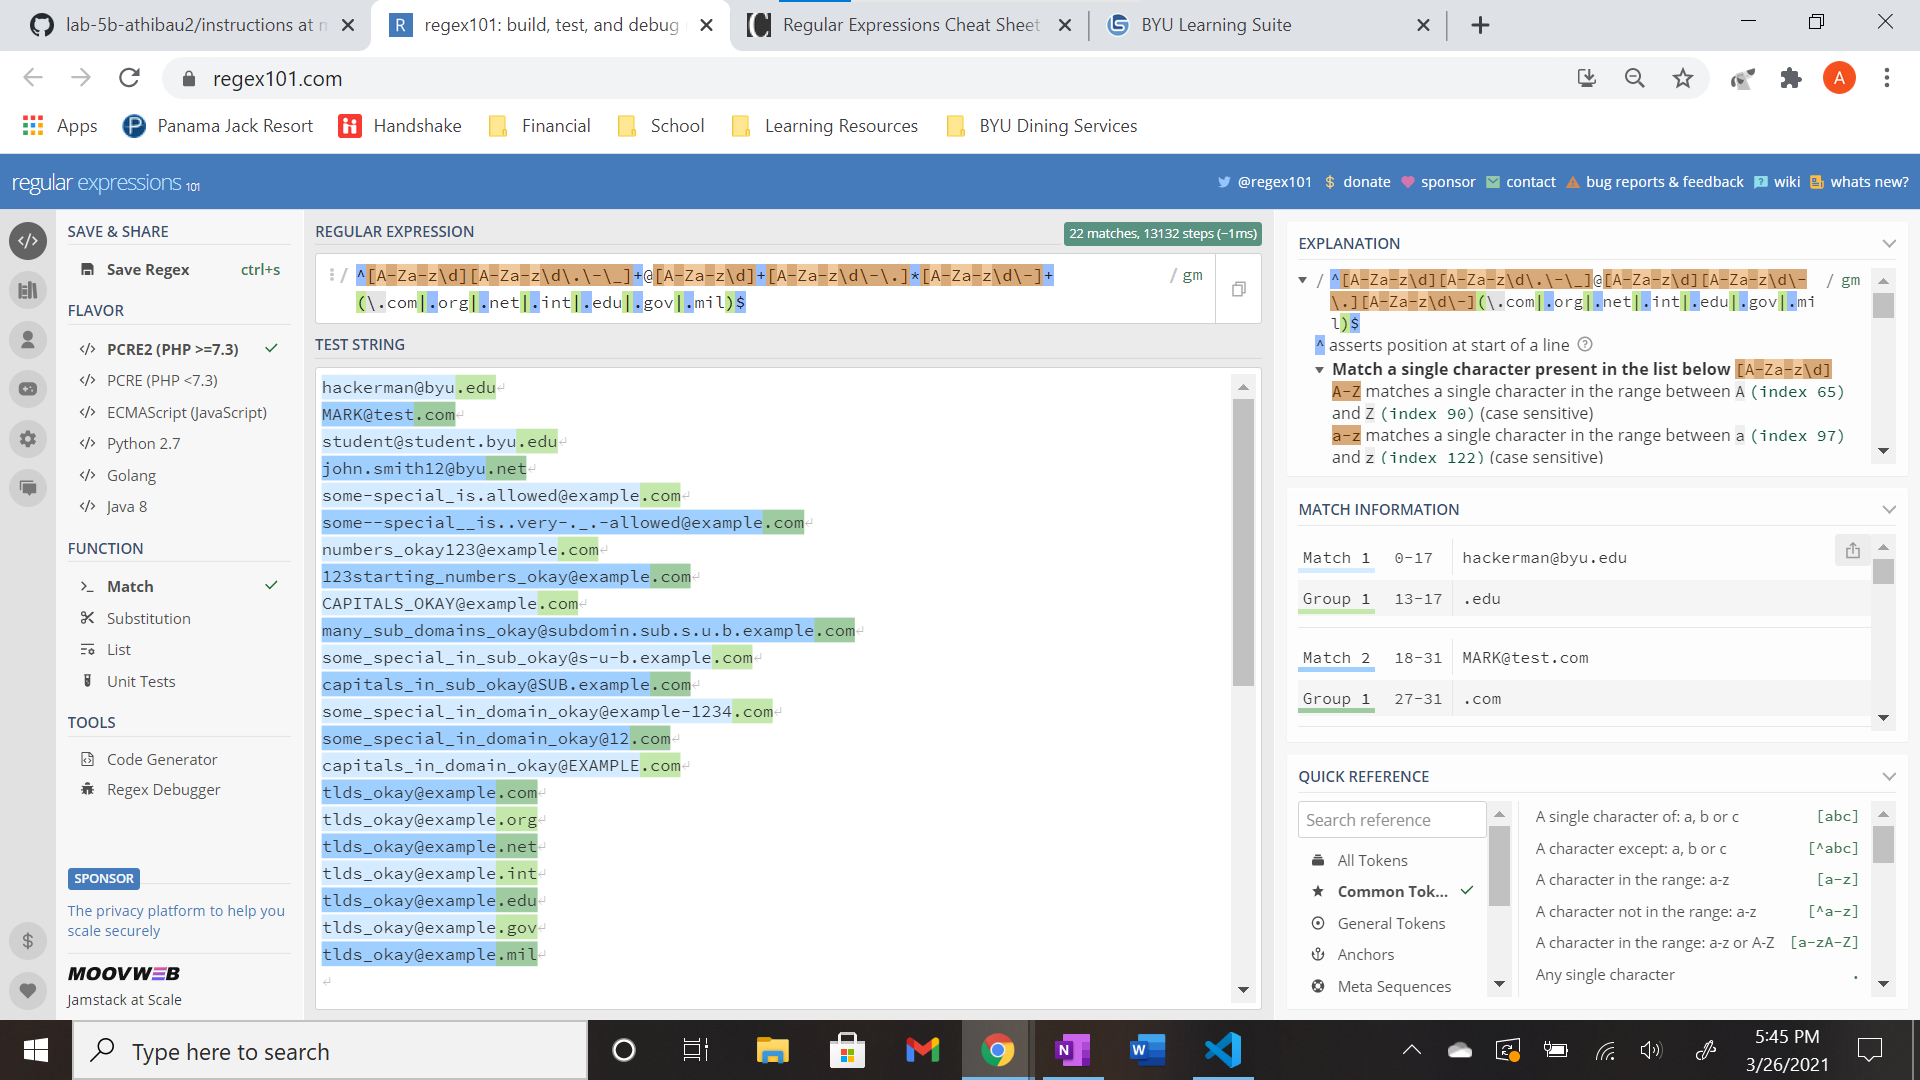 lab-5b-athibau2/instructions at m
regex101: build, test, and debug
Regular Expressions Cheat Sheet
BYU Learning Suite
regex101.com
A
Apps
Panama Jack Resort
Handshake
Financial
School
Learning Resources
BYU Dining Services
regular expressions 101
@regex101
$ donate
sponsor
contact
bug reports & feedback
wiki
whats new?
SAVE & SHARE
Save Regex ctrl+s
FLAVOR
</> PCRE2 (PHP >=7.3)
</> PCRE (PHP <7.3)
</> ECMAScript (JavaScript)
</> Python 2.7
</> Golang
</> Java 8
FUNCTION
Match
Substitution
List
Unit Tests
TOOLS
Code Generator
Regex Debugger
SPONSOR
The privacy platform to help you
scale securely
MOOVWEB
Jamstack at Scale
REGULAR EXPRESSION
22 matches, 13132 steps (~1ms)
/ ^[A-Za-z\d][A-Za-z\d\.\-\_]+@[A-Za-z\d]+[A-Za-z\d\-\.]*[A-Za-z\d\-]+ / gm
(\.com|.org|.net|.int|.edu|.gov|.mil)$
TEST STRING
hackerman@byu.edu
MARK@test.com
student@student.byu.edu
john.smith12@byu.net
some-special_is.allowed@example.com
some--special__is..very-._.-allowed@example.com
numbers_okay123@example.com
123starting_numbers_okay@example.com
CAPITALS_OKAY@example.com
many_sub_domains_okay@subdomin.sub.s.u.b.example.com
some_special_in_sub_okay@s-u-b.example.com
capitals_in_sub_okay@SUB.example.com
some_special_in_domain_okay@example-1234.com
some_special_in_domain_okay@12.com
capitals_in_domain_okay@EXAMPLE.com
tlds_okay@example.com
tlds_okay@example.org
tlds_okay@example.net
tlds_okay@example.int
tlds_okay@example.edu
tlds_okay@example.gov
tlds_okay@example.mil
EXPLANATION
/ ^[A-Za-z\d][A-Za-z\d\.\-\_]@[A-Za-z\d][A-Za-z\d\- / gm
\.][A-Za-z\d\-](\.com|.org|.net|.int|.edu|.gov|.mi
l)$
^ asserts position at start of a line
Match a single character present in the list below [A-Za-z\d]
A-Z matches a single character in the range between A (index 65)
and Z (index 90) (case sensitive)
a-z matches a single character in the range between a (index 97)
and z (index 122) (case sensitive)
MATCH INFORMATION
Match 1 0-17 hackerman@byu.edu
Group 1 13-17 .edu
Match 2 18-31 MARK@test.com
Group 1 27-31 .com
QUICK REFERENCE
Search reference
All Tokens
Common Tok...
General Tokens
Anchors
Meta Sequences
A single character of: a, b or c [abc]
A character except: a, b or c [^abc]
A character in the range: a-z [a-z]
A character not in the range: a-z [^a-z]
A character in the range: a-z or A-Z [a-zA-Z]
Any single character .
Type here to search
5:45 PM
3/26/2021